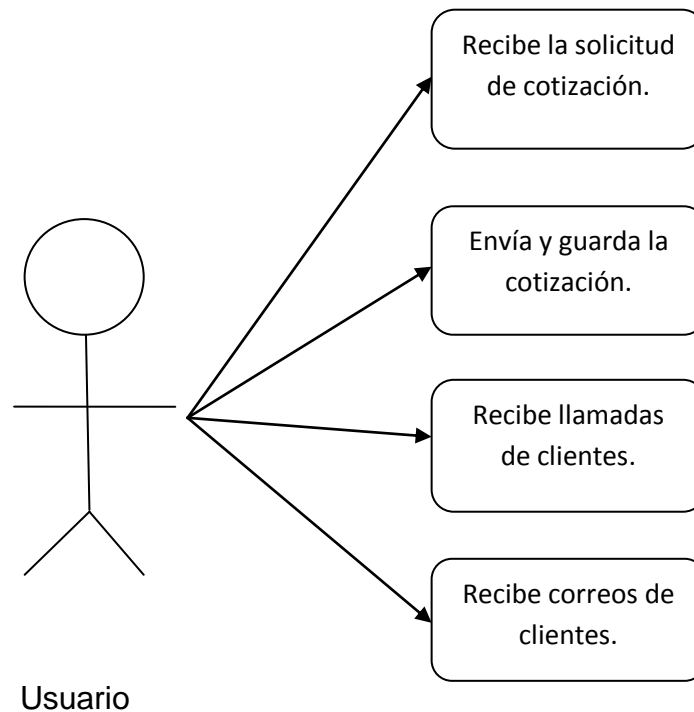 Recibe la solicitud
de cotización.
Envía y guarda la
cotización.
Recibe llamadas
de clientes.
Recibe correos de
clientes.
Usuario